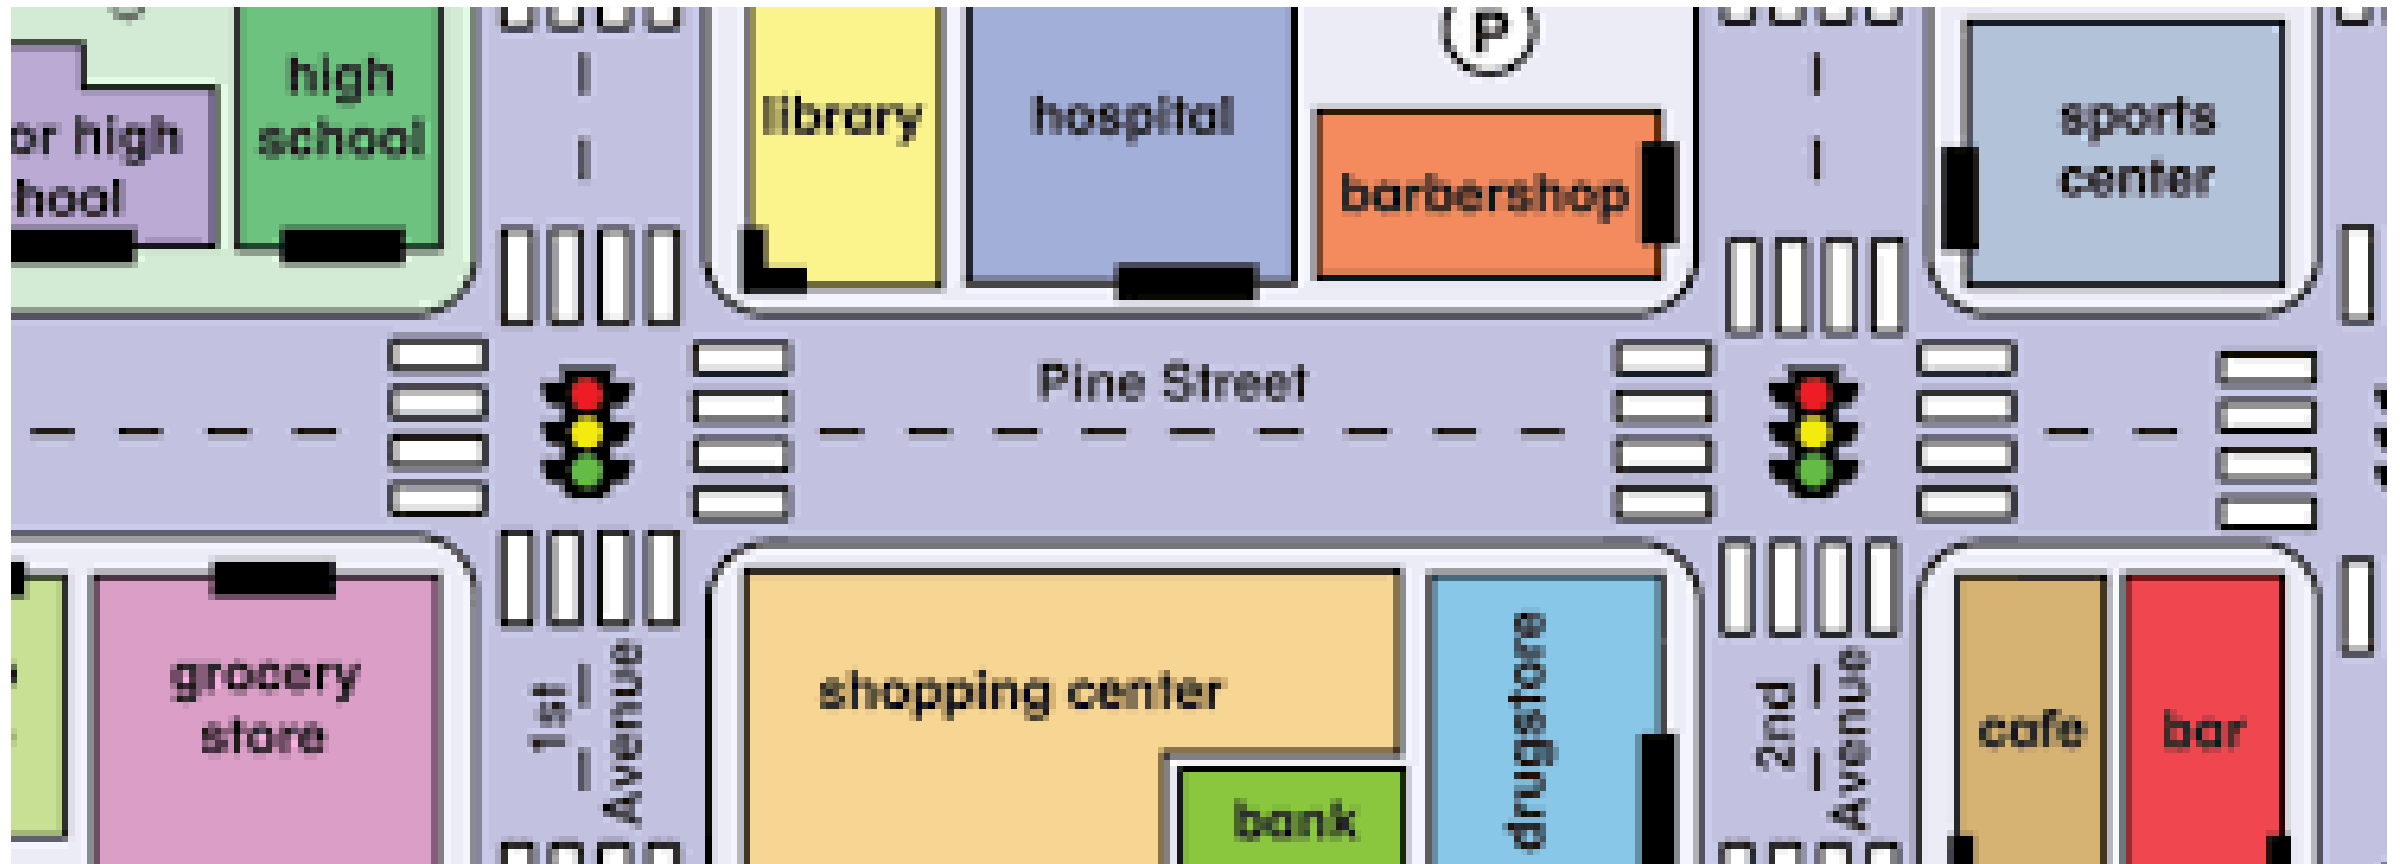 high
school
or high
hool
library
hospital
P
barbershop
sports
center
Pine Street
grocery
store
1st
Avenue
shopping center
bank
drugstore
2nd
Avenue
cafe
bar